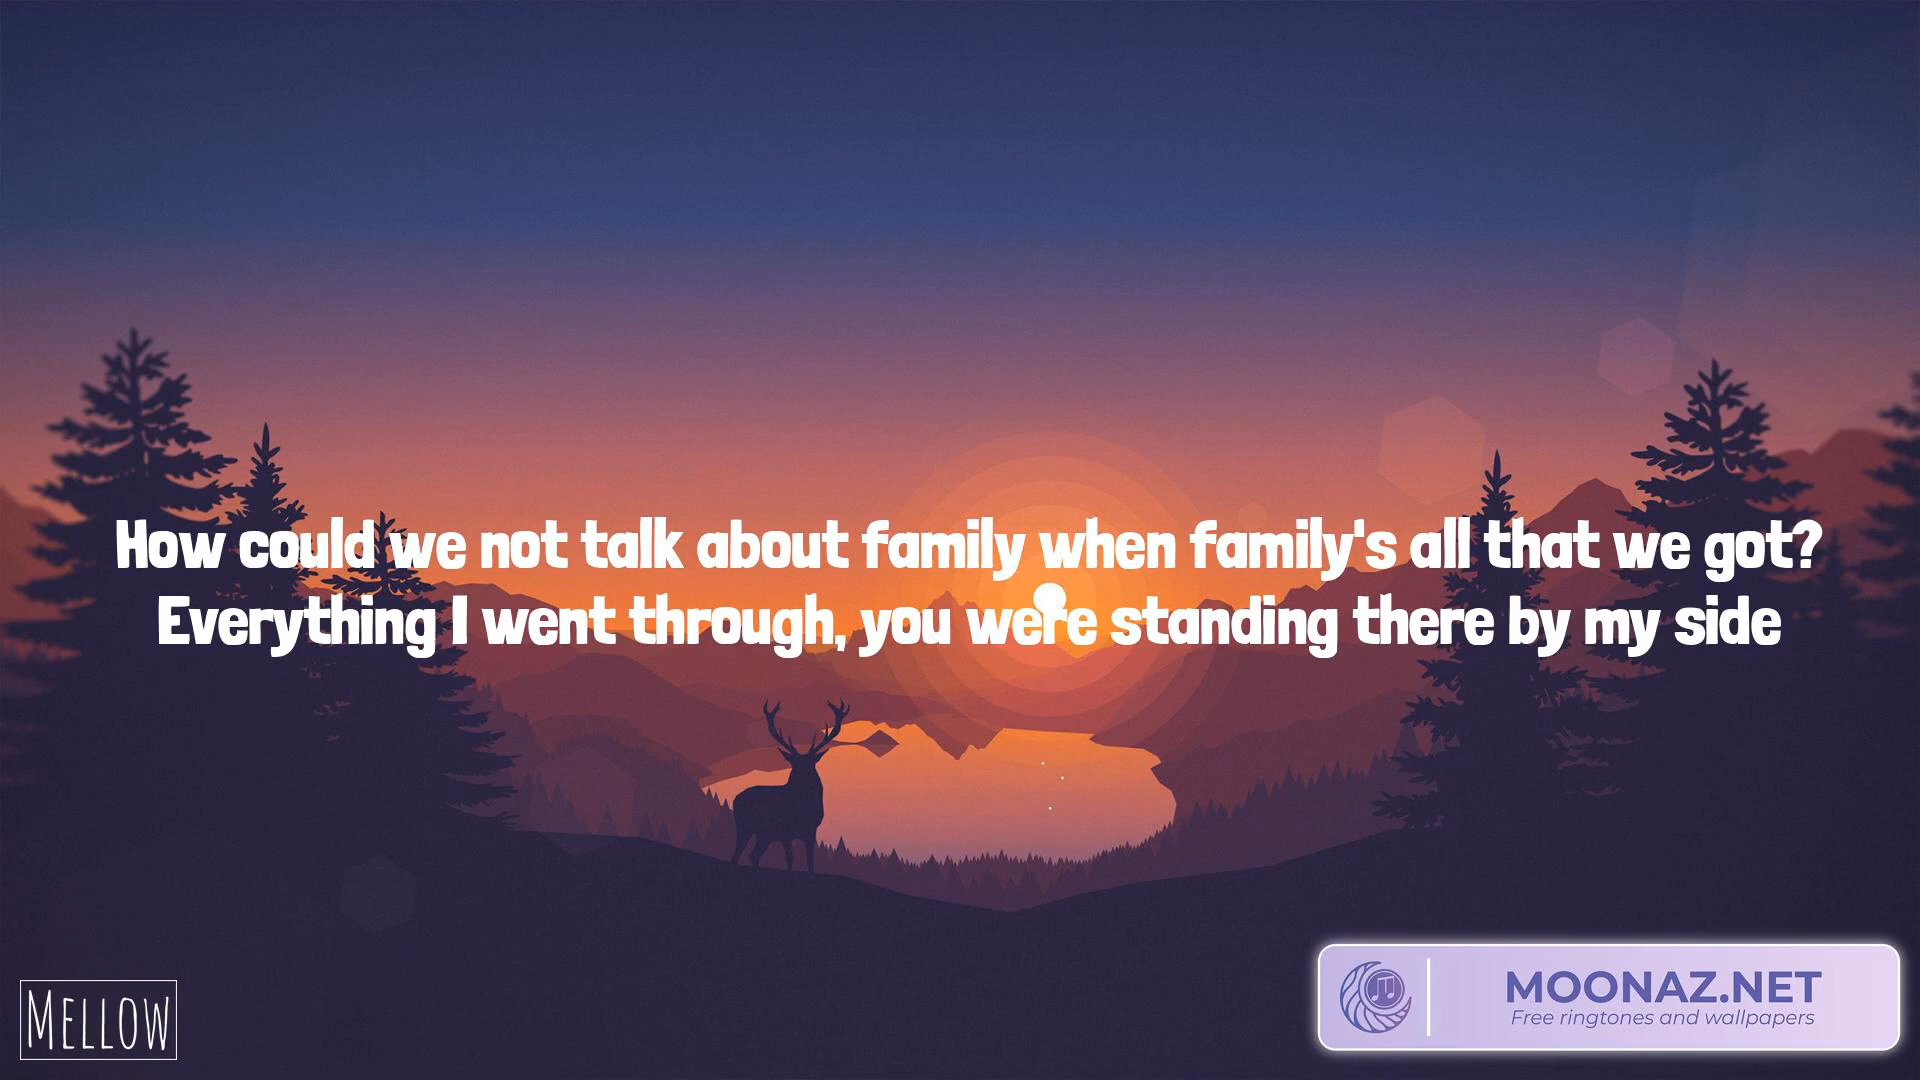 How could we not talk about family when family's all that we got?
Everything I went through, you were standing there by my side
MELLOW
MOONAZ.NET
Free ringtones and wallpapers